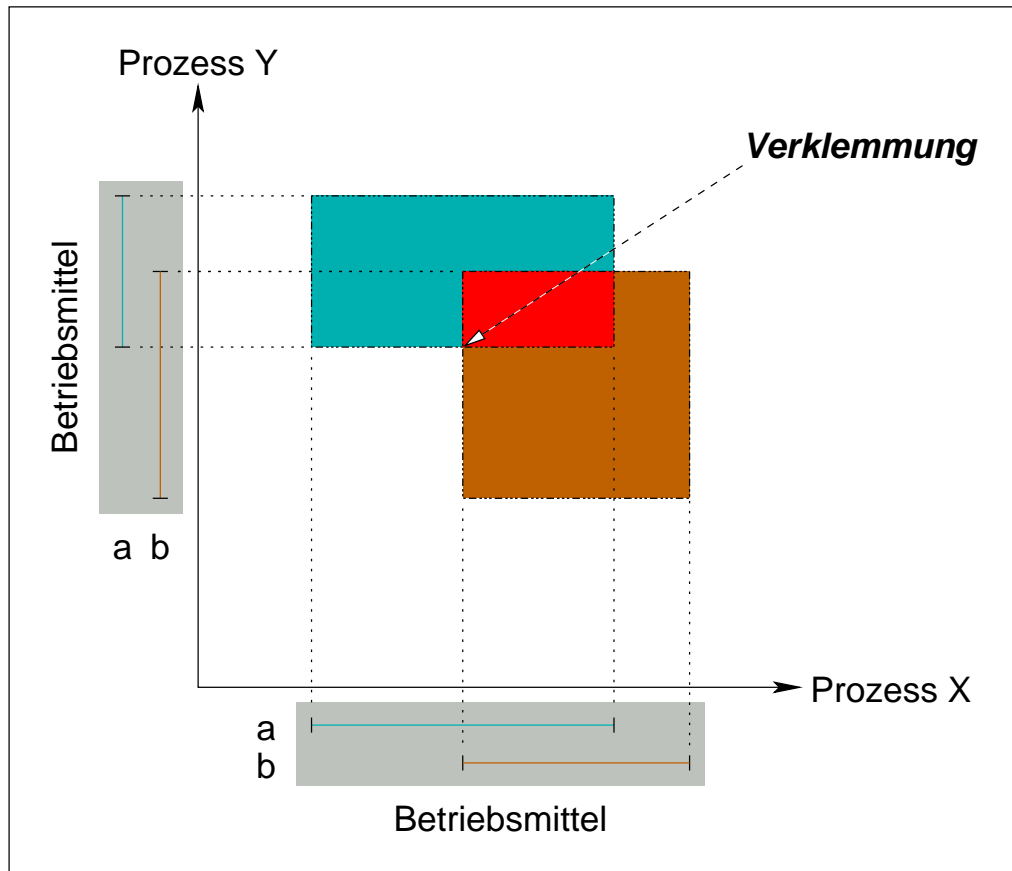 Prozess Y
Verklemmung
Betriebsmittel
a b
Prozess X
a
b
Betriebsmittel